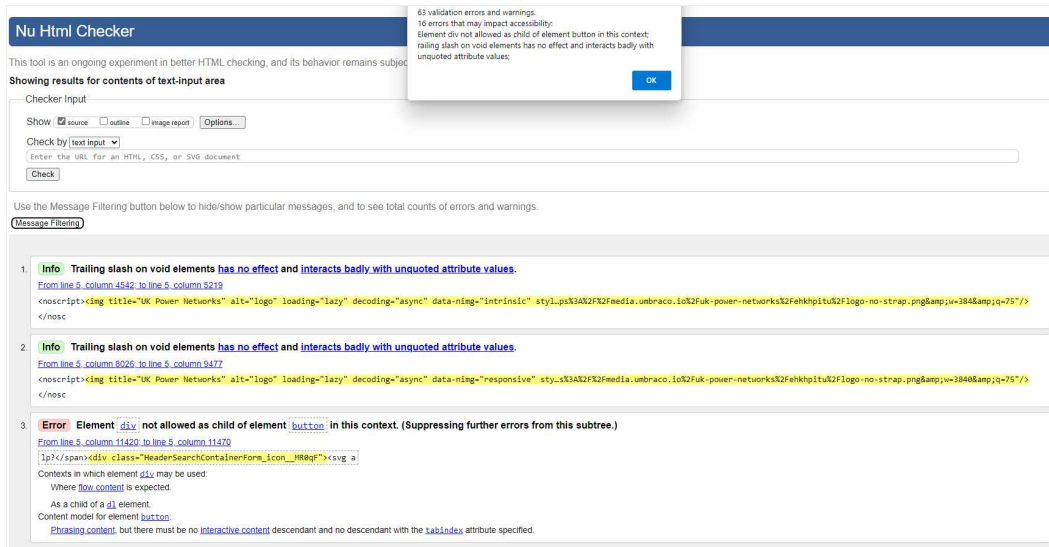 63 validation errors and warnings.
16 errors that may impact accessibility:
Element div not allowed as child of element button in this context;
railing slash on void elements has no effect and interacts badly with
unquoted attribute values;
OK
Nu Html Checker
This tool is an ongoing experiment in better HTML checking, and its behavior remains subjec
Showing results for contents of text-input area
Checker Input
Show source outline image report Options...
Check by text input
Enter the URL for an HTML, CSS, or SVG document
Check
Use the Message Filtering button below to hide/show particular messages, and to see total counts of errors and warnings.
Message Filtering
1. Info Trailing slash on void elements has no effect and interacts badly with unquoted attribute values.
From line 5, column 4542; to line 5, column 5219
<noscript><img title="UK Power Networks" alt="logo" loading="lazy" decoding="async" data-nimg="intrinsic" styl…ps%3A%2F%2Fmedia.umbraco.io%2Fuk-power-networks%2Fehkhpitu%2Flogo-no-strap.png&amp;w=384&amp;q=75"/>
</nosc
2. Info Trailing slash on void elements has no effect and interacts badly with unquoted attribute values.
From line 5, column 8026; to line 5, column 9477
<noscript><img title="UK Power Networks" alt="logo" loading="lazy" decoding="async" data-nimg="responsive" sty…s%3A%2F%2Fmedia.umbraco.io%2Fuk-power-networks%2Fehkhpitu%2Flogo-no-strap.png&amp;w=3840&amp;q=75"/>
</nosc
3. Error Element div not allowed as child of element button in this context. (Suppressing further errors from this subtree.)
From line 5, column 11420; to line 5, column 11470
lp?</span><div class="HeaderSearchContainerForm_icon__MR0qF"><svg a
Contexts in which element div may be used:
Where flow content is expected.
As a child of a dl element.
Content model for element button:
Phrasing content, but there must be no interactive content descendant and no descendant with the tabindex attribute specified.